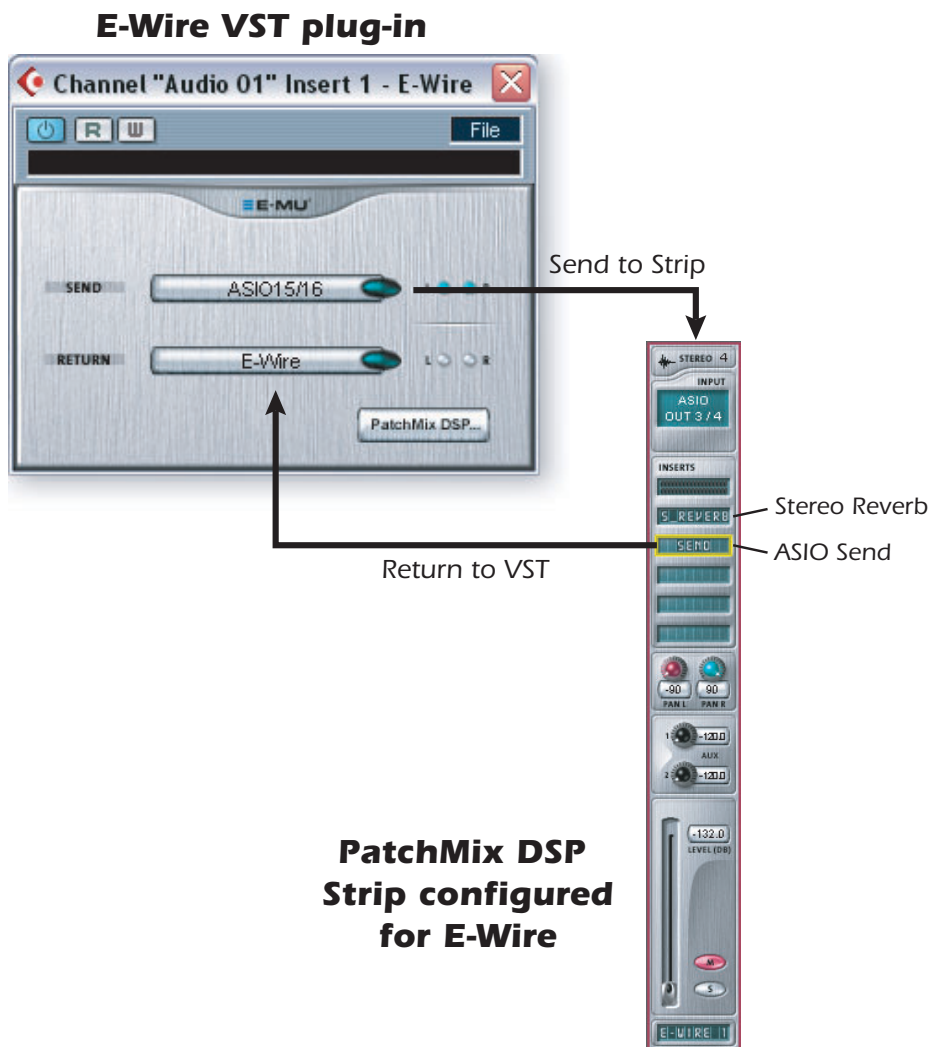 E-Wire VST plug-in
Channel "Audio 01" Insert 1 - E-Wire
R W File
E-MU
SEND ASIO15/16 L R
RETURN E-Wire L R
PatchMix DSP...
Send to Strip
Return to VST
STEREO 4
INPUT
ASIO
OUT 3 / 4
INSERTS
S_REVERB
SEND
Stereo Reverb
ASIO Send
-90 90
PAN L PAN R
1 -120.0
AUX
2 -120.0
-132.0
LEVEL (DB)
M
S
E-WIRE 1
PatchMix DSP
Strip configured
for E-Wire